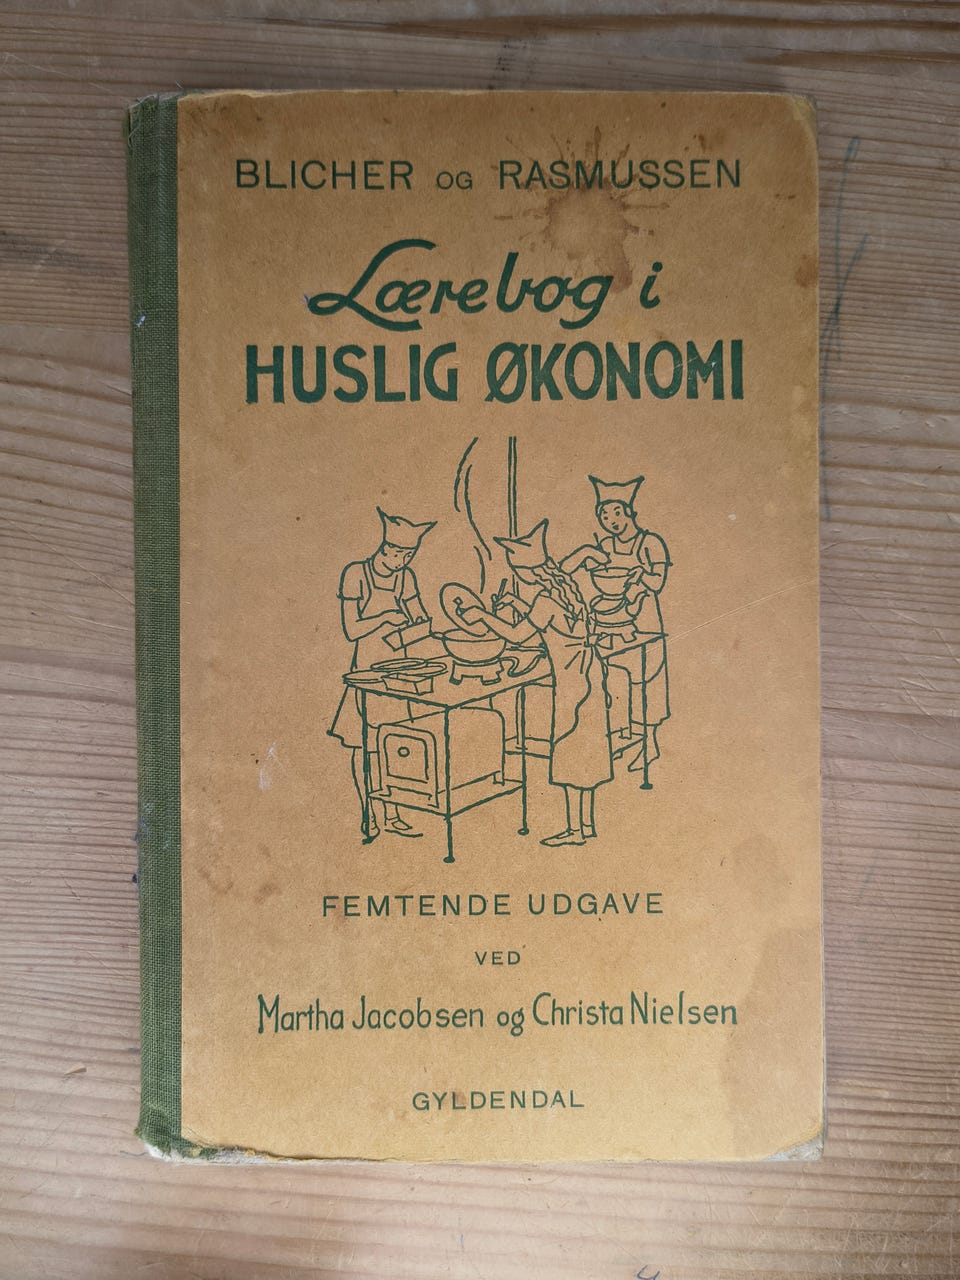 BLICHER OG RASMUSSEN
Lærebog i
HUSLIG ØKONOMI
FEMTENDE UDGAVE
VED
Martha Jacobsen og Christa Nielsen
GYLDENDAL